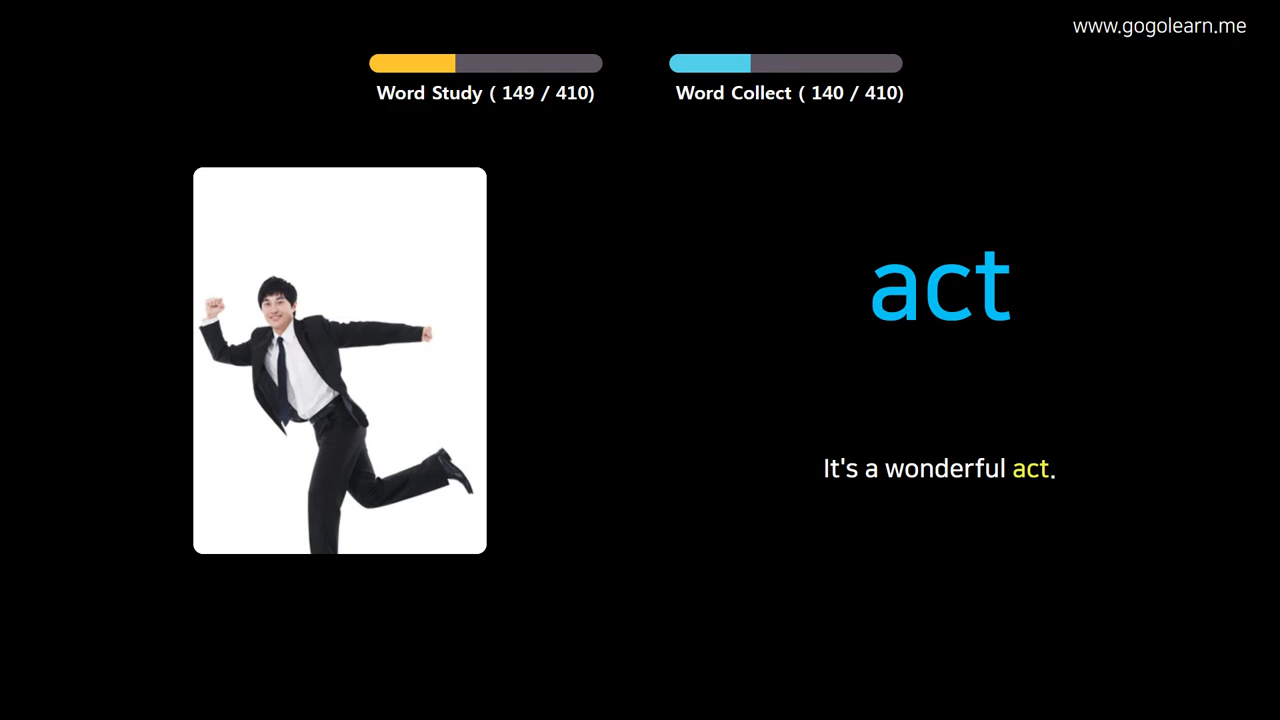 www.gogolearn.me
Word Study ( 149 / 410)
Word Collect ( 140 / 410)
act
It's a wonderful act.